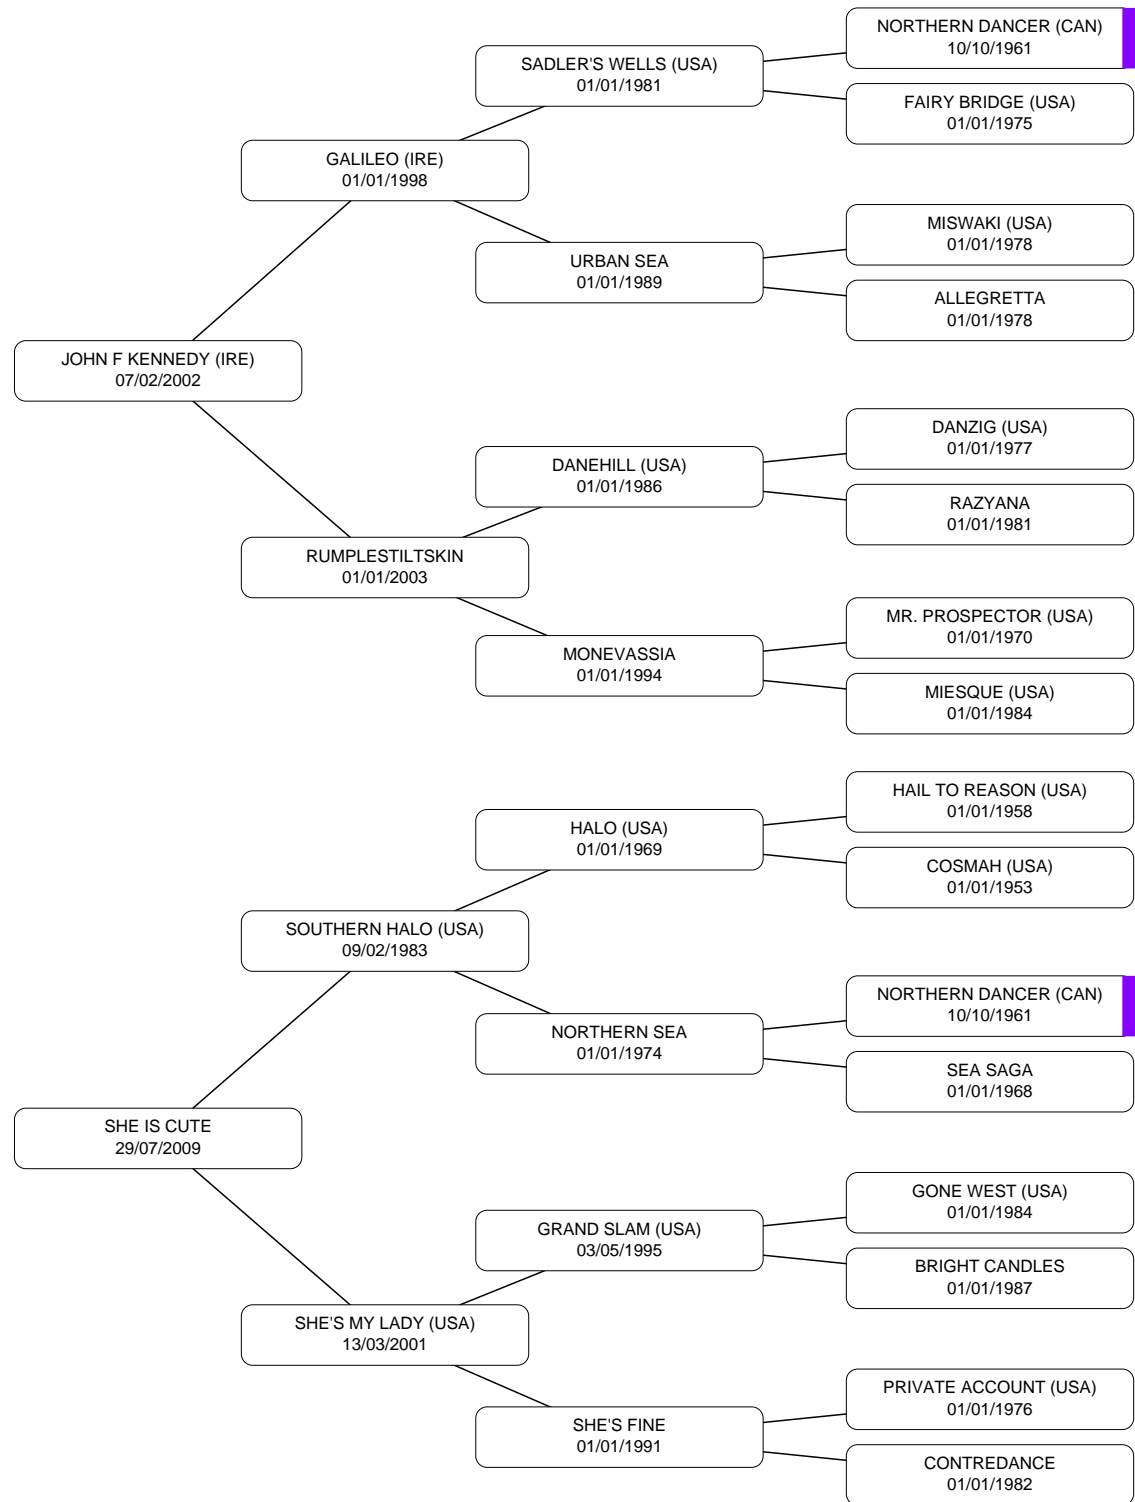 NORTHERN DANCER (CAN)
10/10/1961
SADLER'S WELLS (USA)
01/01/1981
FAIRY BRIDGE (USA)
01/01/1975
GALILEO (IRE)
01/01/1998
MISWAKI (USA)
01/01/1978
URBAN SEA
01/01/1989
ALLEGRETTA
01/01/1978
JOHN F KENNEDY (IRE)
07/02/2002
DANZIG (USA)
01/01/1977
DANEHILL (USA)
01/01/1986
RAZYANA
01/01/1981
RUMPLESTILTSKIN
01/01/2003
MR. PROSPECTOR (USA)
01/01/1970
MONEVASSIA
01/01/1994
MIESQUE (USA)
01/01/1984
HAIL TO REASON (USA)
01/01/1958
HALO (USA)
01/01/1969
COSMAH (USA)
01/01/1953
SOUTHERN HALO (USA)
09/02/1983
NORTHERN DANCER (CAN)
10/10/1961
NORTHERN SEA
01/01/1974
SEA SAGA
01/01/1968
SHE IS CUTE
29/07/2009
GONE WEST (USA)
01/01/1984
GRAND SLAM (USA)
03/05/1995
BRIGHT CANDLES
01/01/1987
SHE'S MY LADY (USA)
13/03/2001
PRIVATE ACCOUNT (USA)
01/01/1976
SHE'S FINE
01/01/1991
CONTREDANCE
01/01/1982